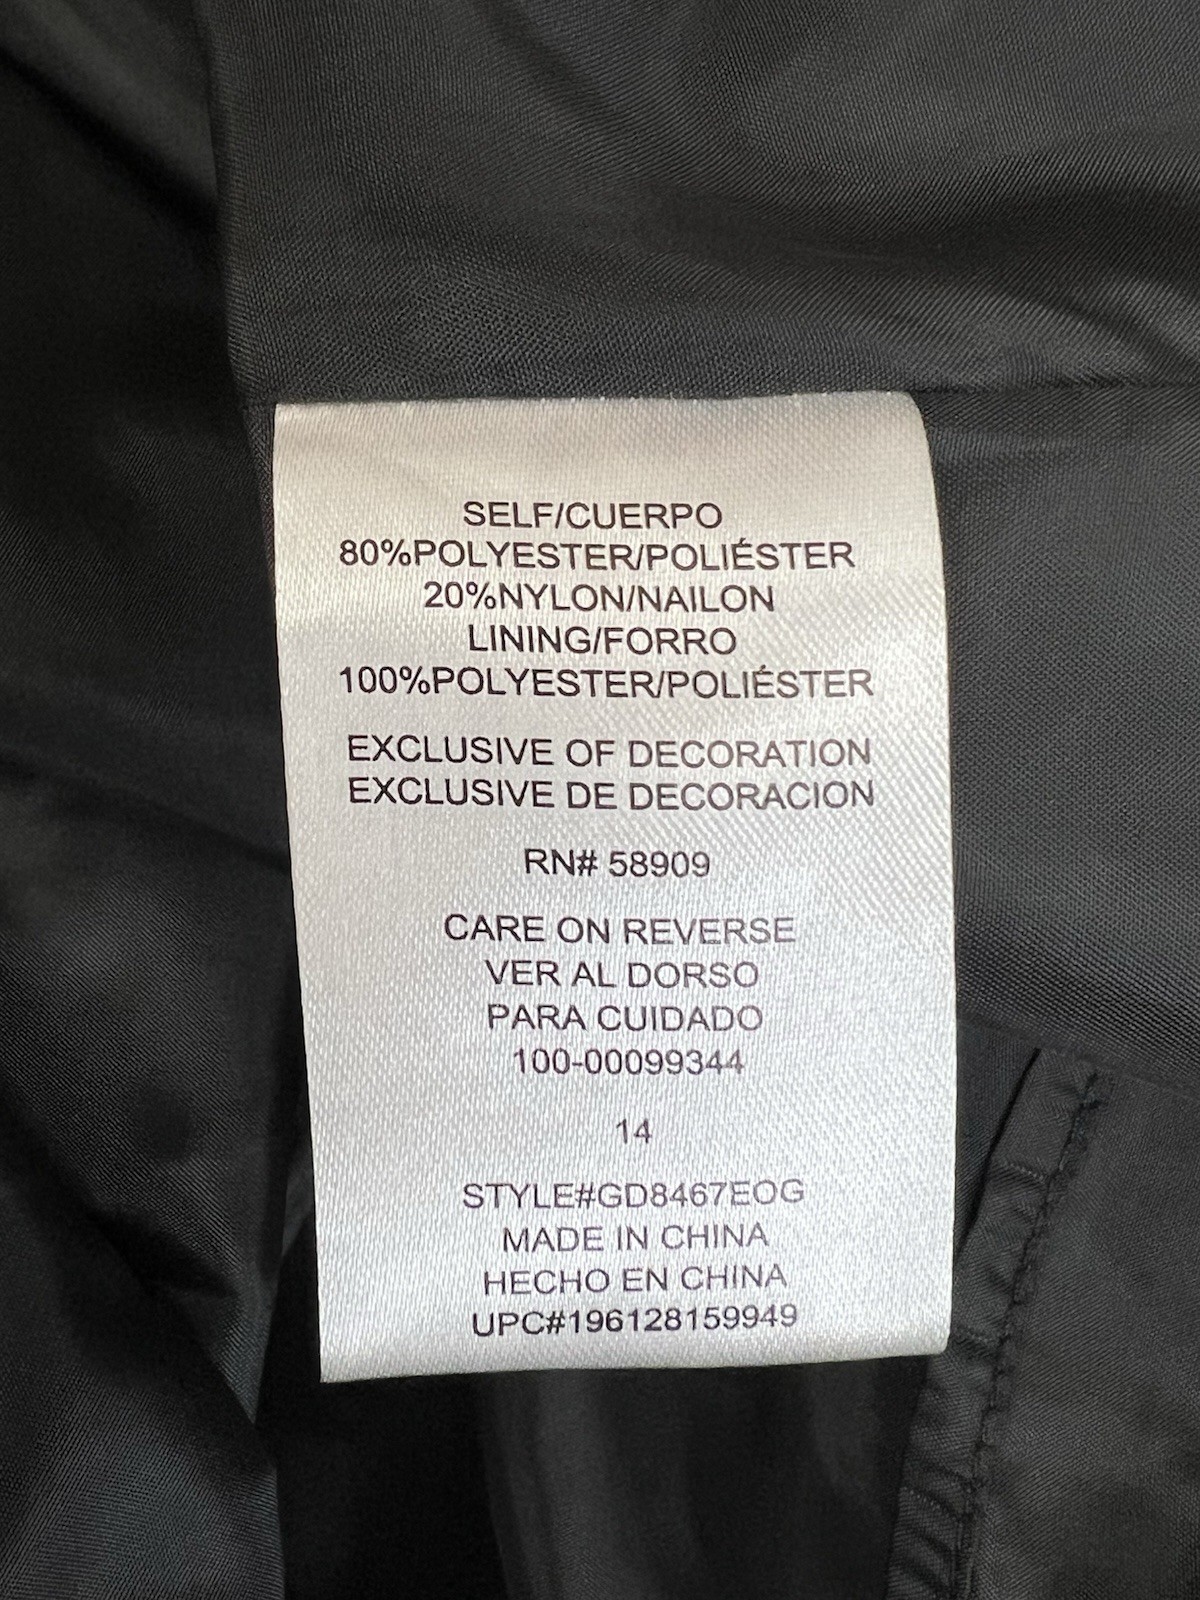 SELF/CUERPO
80%POLYESTER/POLIÉSTER
20%NYLON/NAILON
LINING/FORRO
100%POLYESTER/POLIÉSTER
EXCLUSIVE OF DECORATION
EXCLUSIVE DE DECORACION
RN# 58909
CARE ON REVERSE
VER AL DORSO
PARA CUIDADO
100-00099344
14
STYLE#GD8467EOG
MADE IN CHINA
HECHO EN CHINA
UPC#196128159949